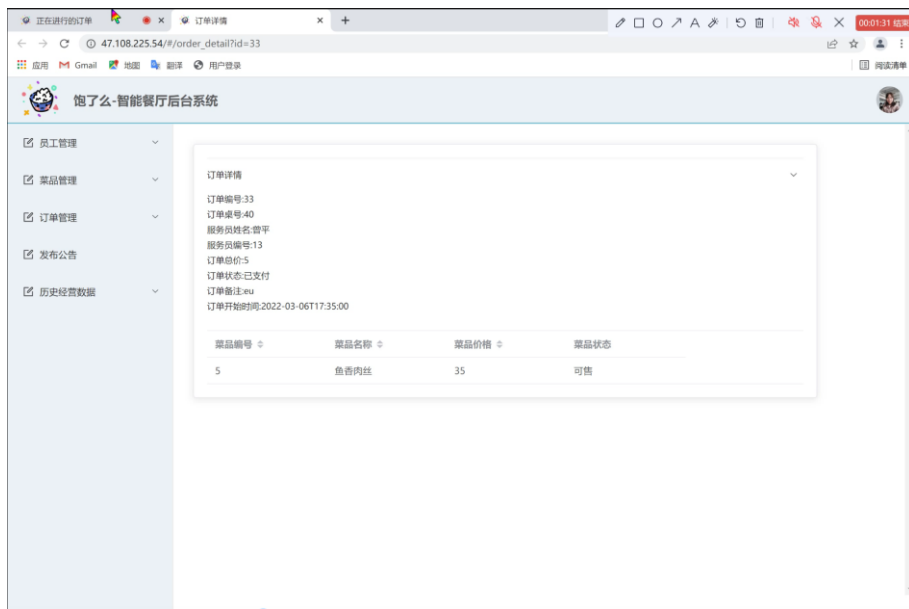 正在进行的订单
订单详情
00:01:31 结束
47.108.225.54/#/order_detail?id=33
应用 Gmail 地图 翻译 用户登录 阅读清单
饱了么-智能餐厅后台系统
员工管理
菜品管理
订单管理
发布公告
历史经营数据
订单详情
订单编号:33
订单桌号:40
服务员姓名:曾平
服务员编号:13
订单总价:5
订单状态:已支付
订单备注:eu
订单开始时间:2022-03-06T17:35:00
菜品编号 菜品名称 菜品价格 菜品状态
5 鱼香肉丝 35 可售